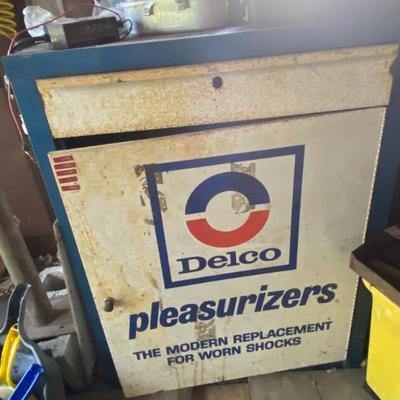 Delco
pleasurizers
THE MODERN REPLACEMENT
FOR WORN SHOCKS